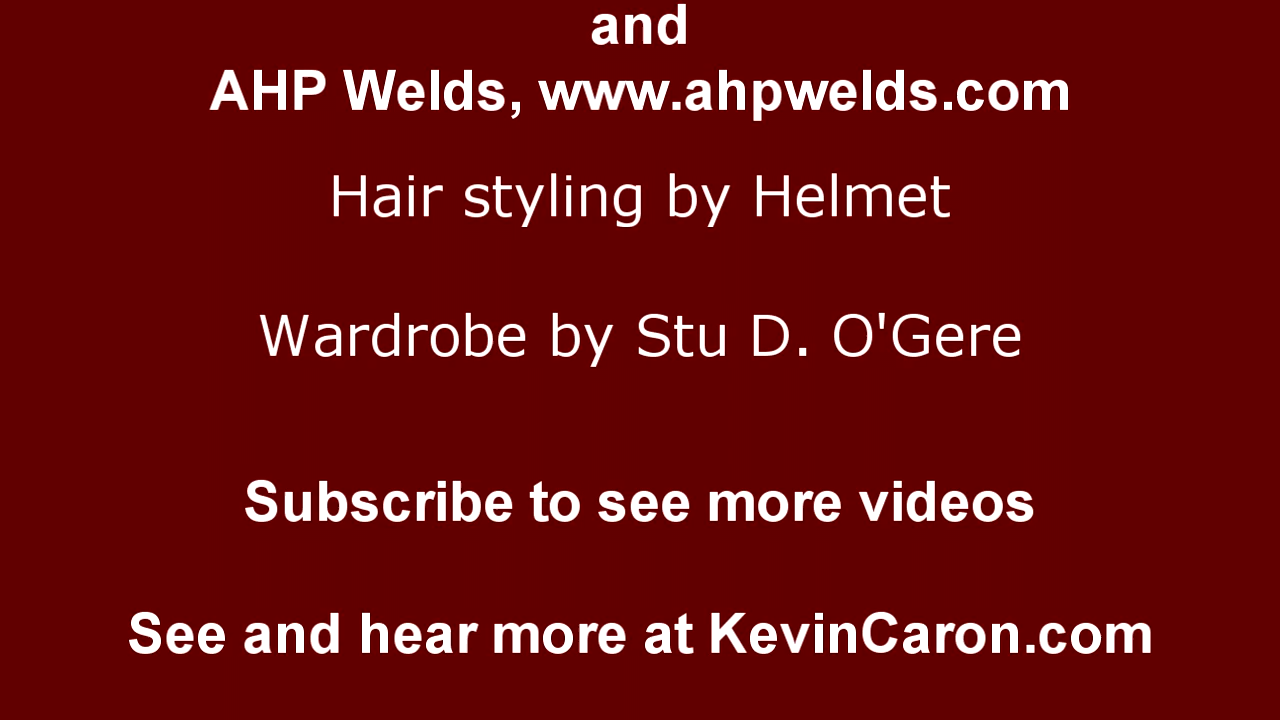 and
AHP Welds, www.ahpwelds.com
Hair styling by Helmet
Wardrobe by Stu D. O'Gere
Subscribe to see more videos
See and hear more at KevinCaron.com